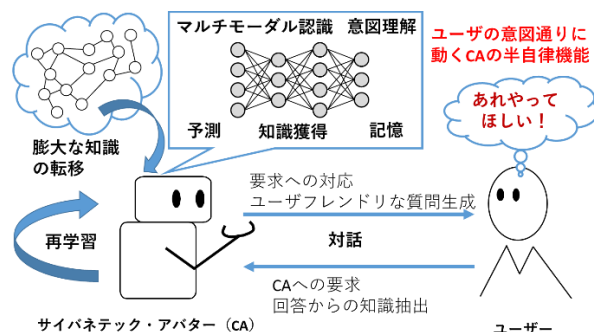 マルチモーダル認識 意図理解
予測 知識獲得 記憶
ユーザの意図通りに
動くCAの半自律機能
あれやって
ほしい！
膨大な知識
の転移
再学習
要求への対応
ユーザフレンドリな質問生成
対話
CAへの要求
回答からの知識抽出
サイバネテック・アバター（CA）
ユーザー